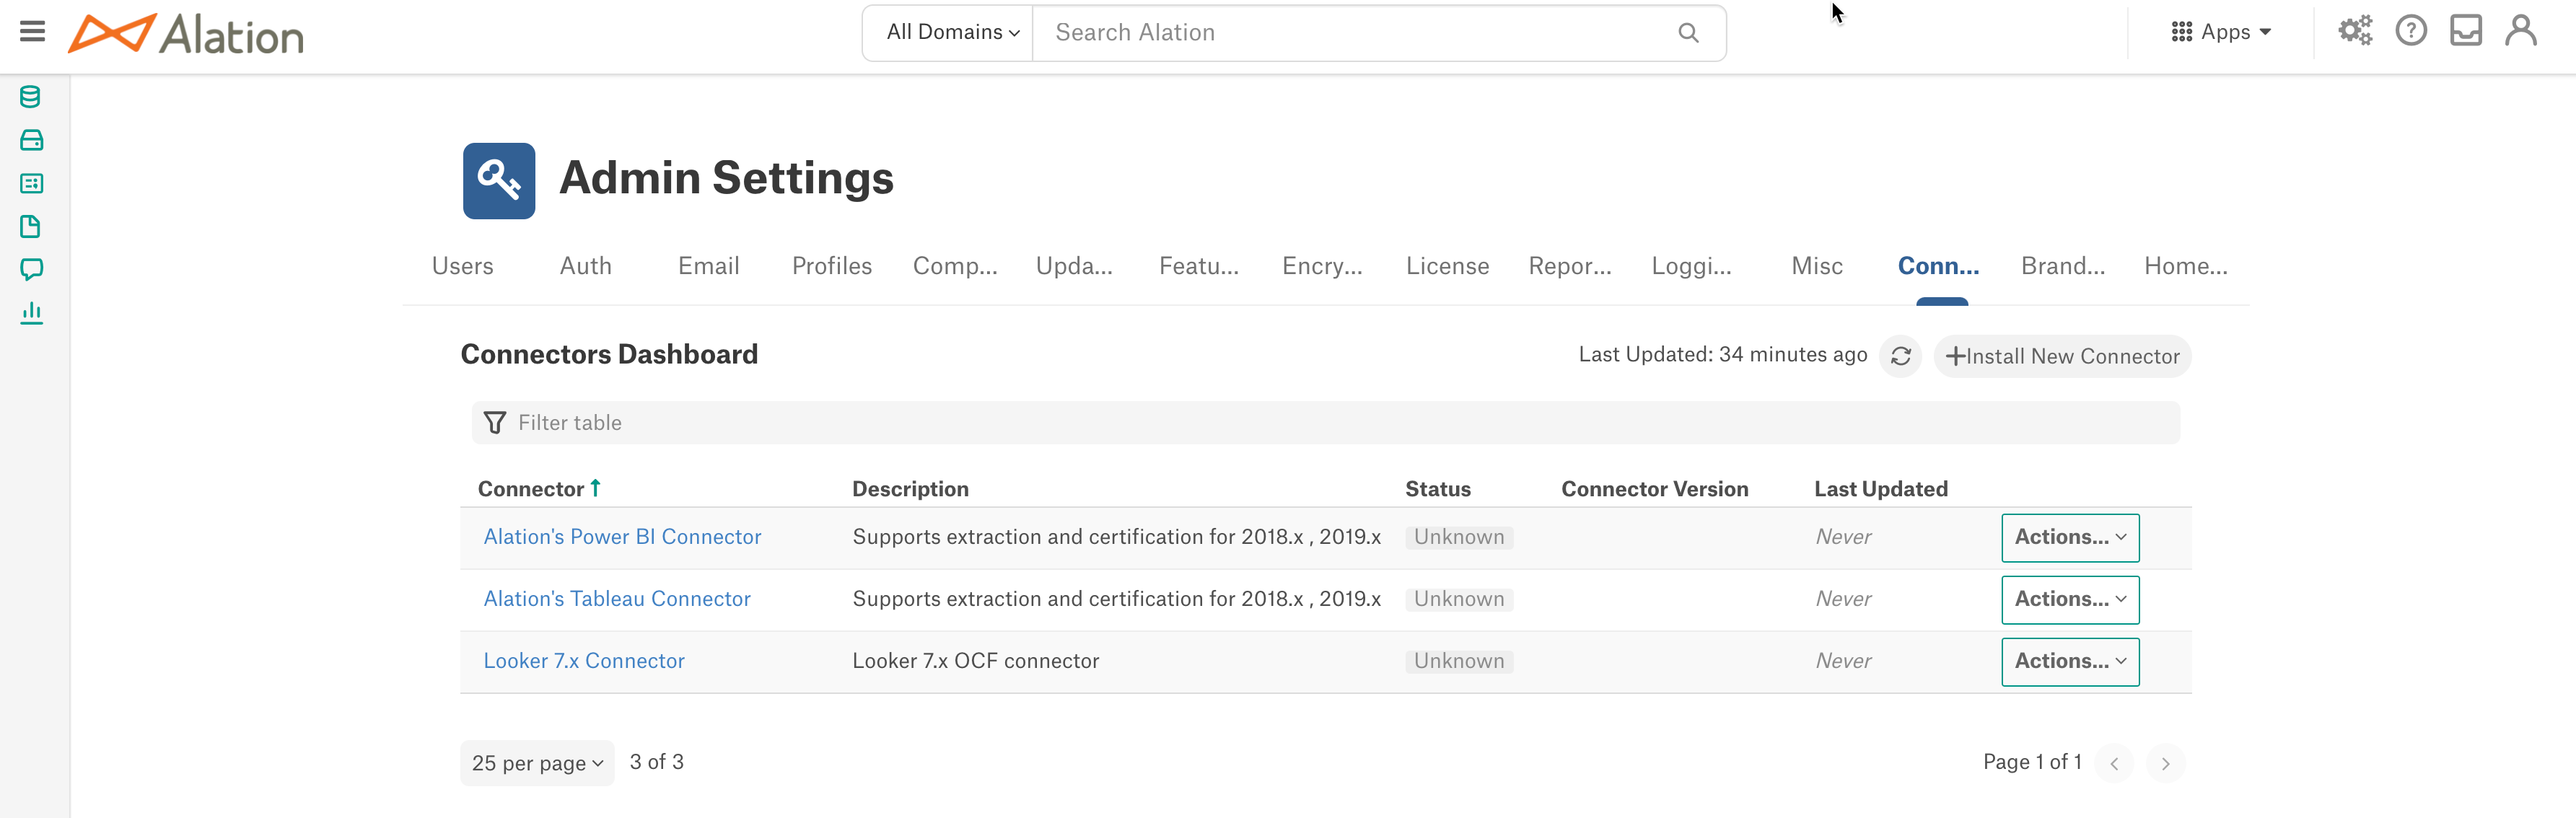 Alation
All Domains
Search Alation
Apps
Admin Settings
Users Auth Email Profiles Comp... Upda... Featu... Encry... License Repor... Loggi... Misc Conn... Brand... Home...
Connectors Dashboard
Last Updated: 34 minutes ago
+Install New Connector
Filter table
Connector ↑ Description Status Connector Version Last Updated
Alation's Power BI Connector Supports extraction and certification for 2018.x , 2019.x Unknown Never Actions...
Alation's Tableau Connector Supports extraction and certification for 2018.x , 2019.x Unknown Never Actions...
Looker 7.x Connector Looker 7.x OCF connector Unknown Never Actions...
25 per page 3 of 3 Page 1 of 1